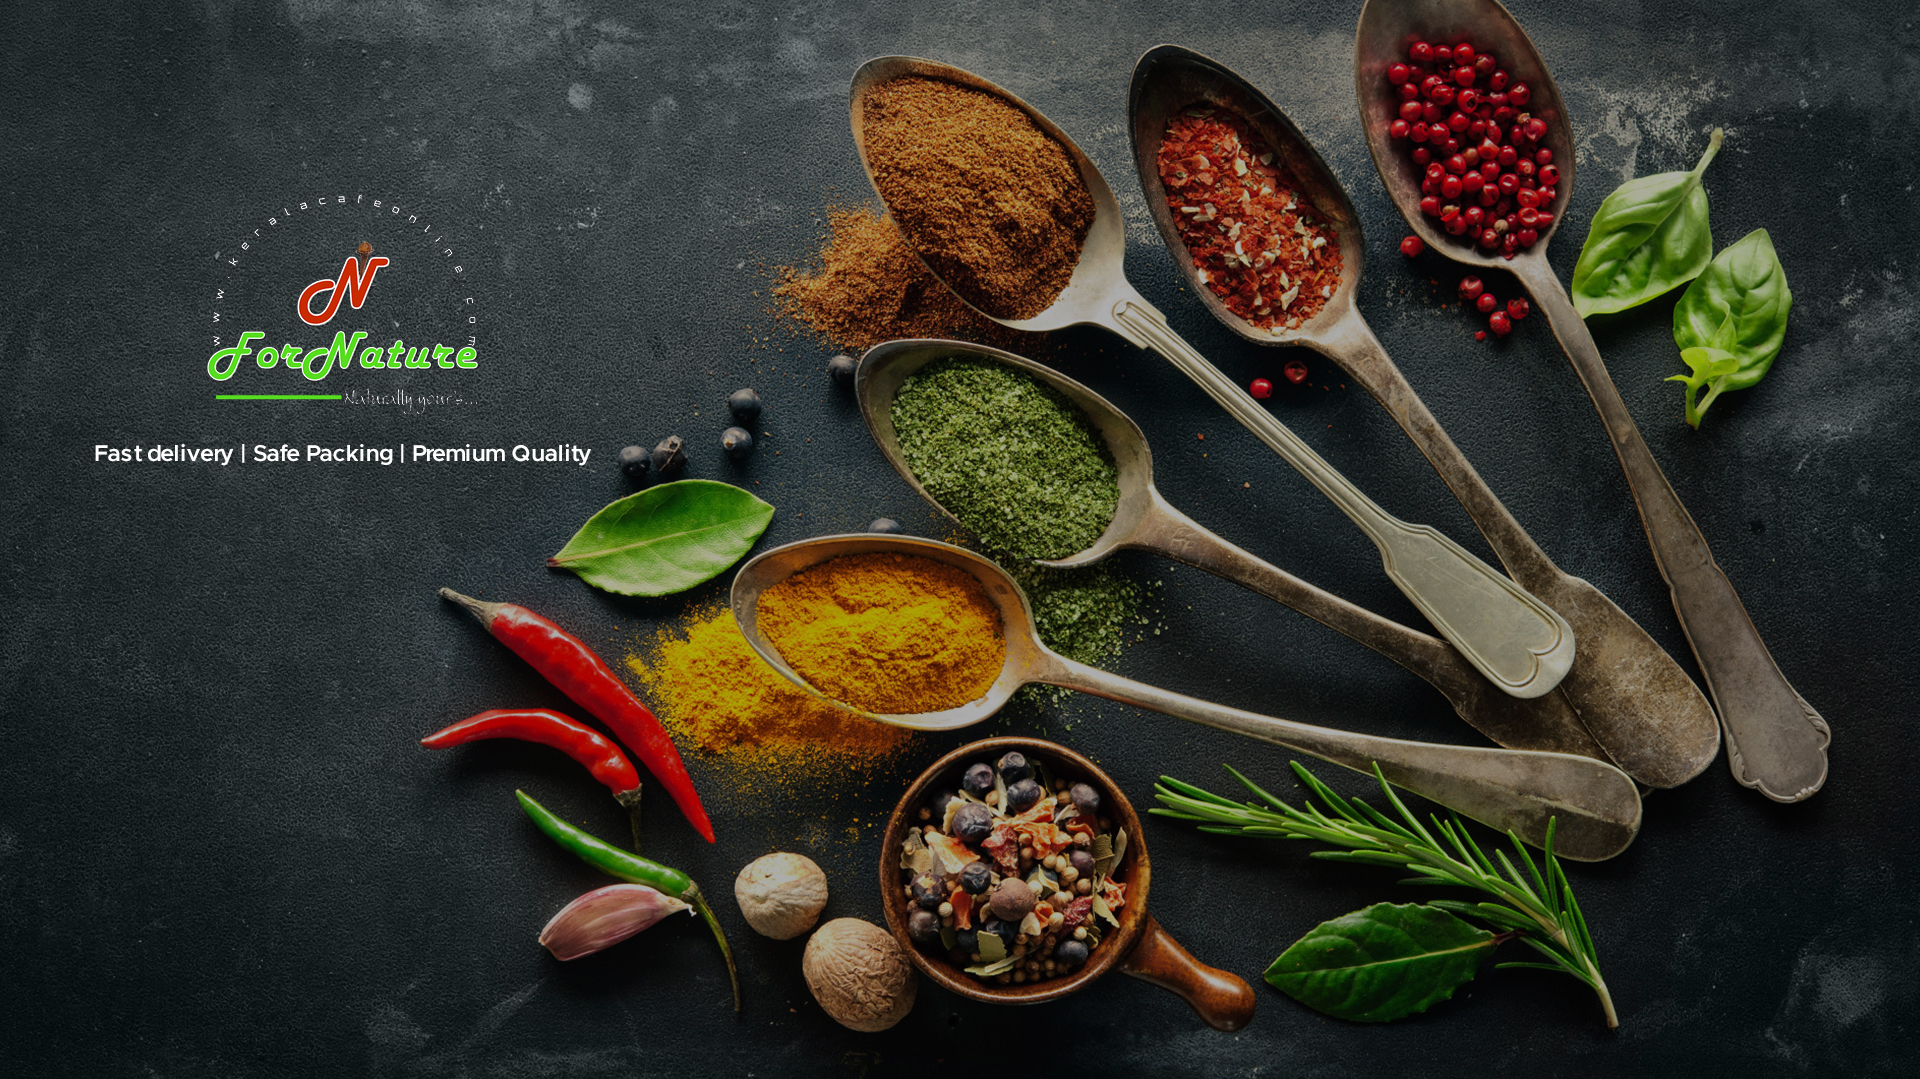 www.keralacafeonline.com
N
ForNature
Naturally your's...
Fast delivery | Safe Packing | Premium Quality